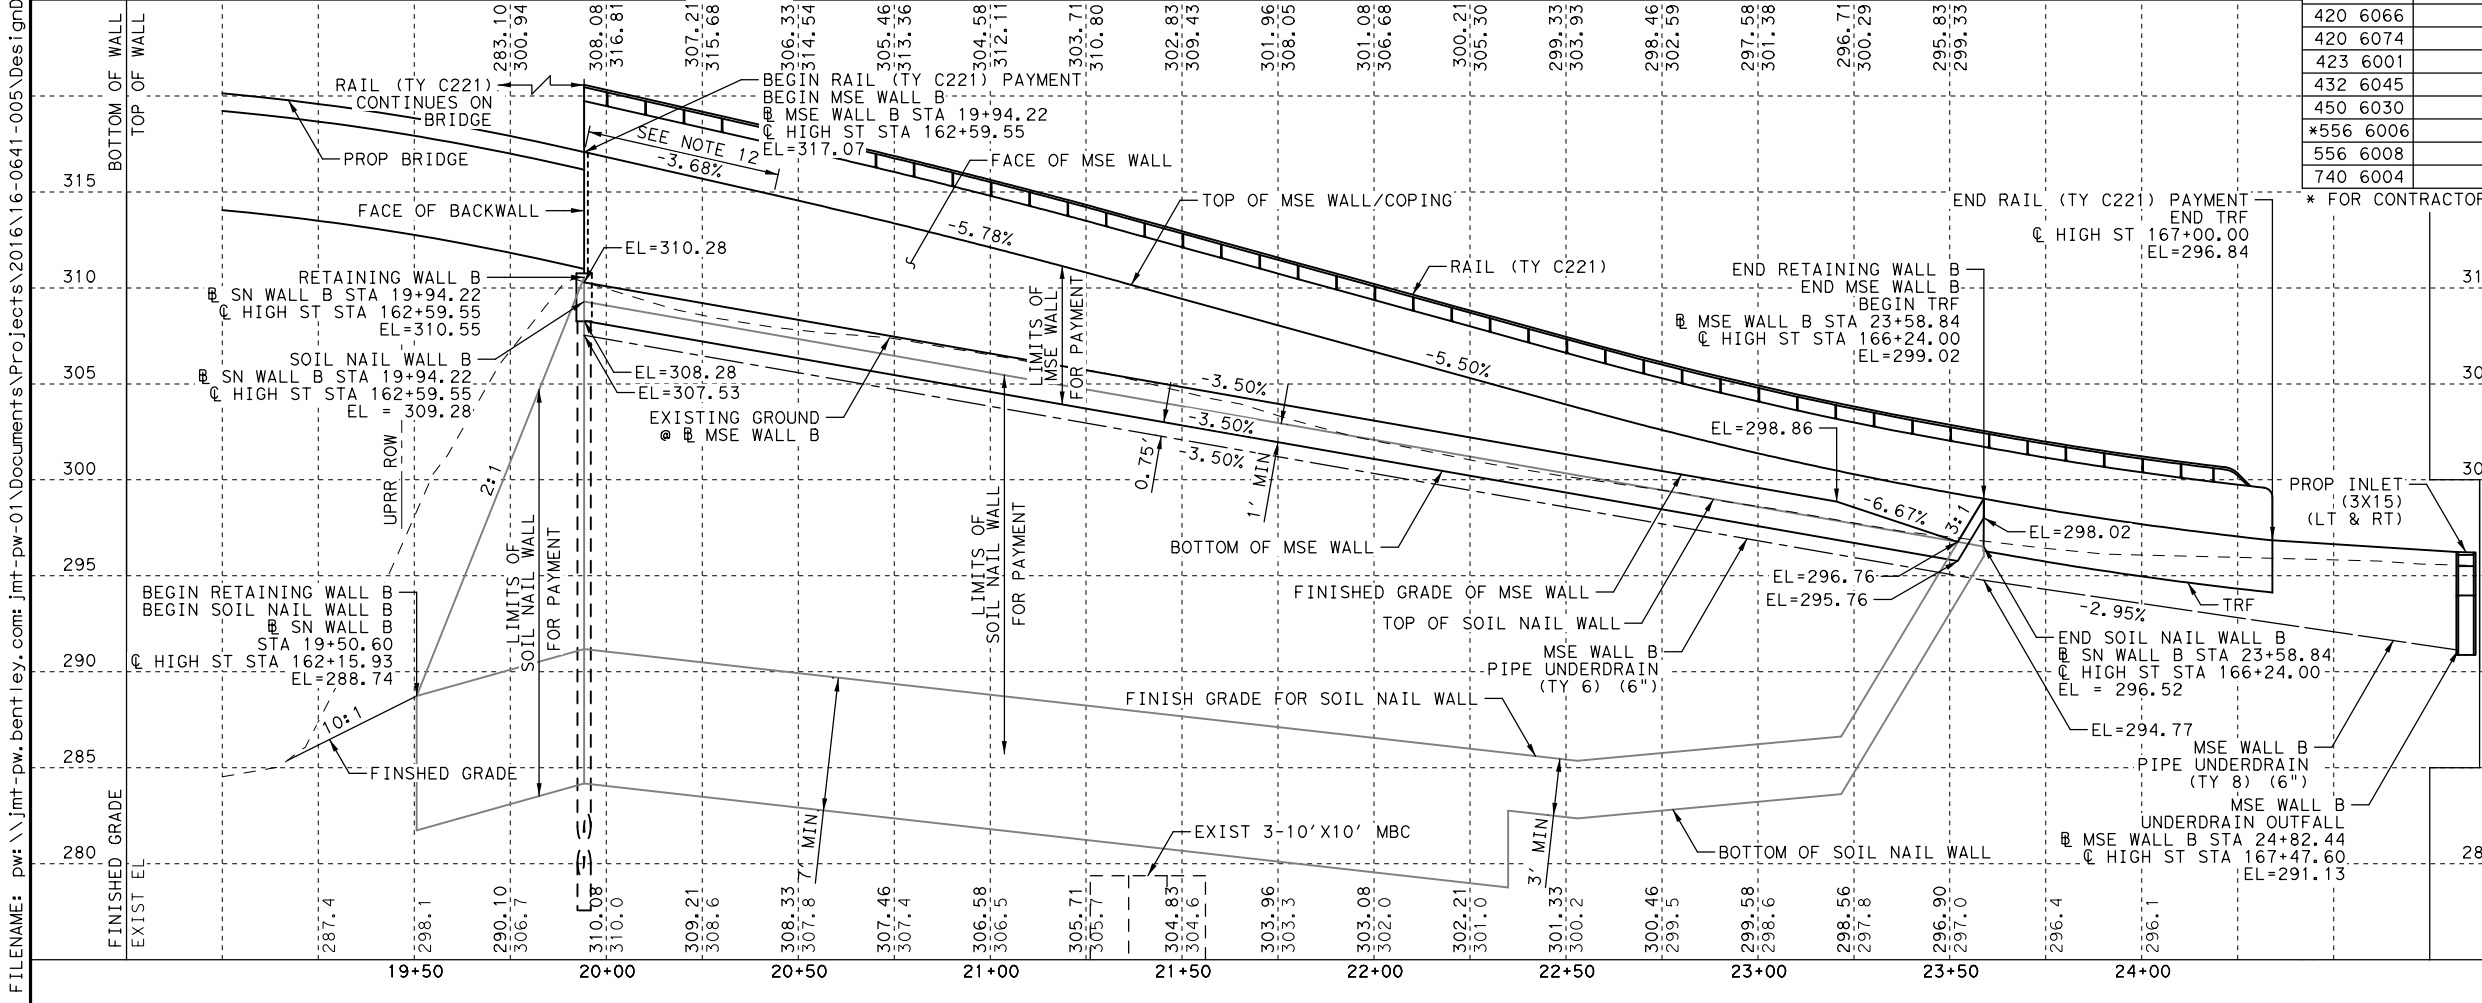 FILENAME: pw:\\jmt-pw.bentley.com:jmt-pw-01\Documents\Projects\2016\16-0641-005\DesignD
BOTTOM OF WALL
TOP OF WALL
283.10
300.94
308.08
316.81
307.21
315.68
306.33
314.54
305.46
313.36
304.58
312.11
303.71
310.80
302.83
309.43
301.96
308.05
301.08
306.68
300.21
305.30
299.33
303.93
298.46
302.59
297.58
301.38
296.71
300.29
295.83
299.33
420 6066
420 6074
423 6001
432 6045
450 6030
*556 6006
556 6008
740 6004
* FOR CONTRACTOR
RAIL (TY C221)
CONTINUES ON
BRIDGE
PROP BRIDGE
BEGIN RAIL (TY C221) PAYMENT
BEGIN MSE WALL B
℄ MSE WALL B STA 19+94.22
℄ HIGH ST STA 162+59.55
EL=317.07
SEE NOTE 12
-3.68%
FACE OF MSE WALL
TOP OF MSE WALL/COPING
-5.78%
FACE OF BACKWALL
EL=310.28
315
310
305
300
295
290
285
280
RETAINING WALL B
℄ SN WALL B STA 19+94.22
℄ HIGH ST STA 162+59.55
EL=310.55
SOIL NAIL WALL B
℄ SN WALL B STA 19+94.22
℄ HIGH ST STA 162+59.55
EL = 309.28
EL=308.28
EL=307.53
EXISTING GROUND
@ ℄ MSE WALL B
LIMITS OF
MSE WALL
FOR PAYMENT
RAIL (TY C221)
END RAIL (TY C221) PAYMENT
END TRF
℄ HIGH ST 167+00.00
EL=296.84
END RETAINING WALL B
END MSE WALL B
BEGIN TRF
℄ MSE WALL B STA 23+58.84
℄ HIGH ST STA 166+24.00
EL=299.02
-5.50%
-3.50%
-3.50%
-3.50%
0.75'
1' MIN
EL=298.86
-6.67%
3:1
EL=298.02
PROP INLET
(3X15)
(LT & RT)
UPRR ROW
2:1
LIMITS OF
SOIL NAIL WALL
FOR PAYMENT
LIMITS OF
SOIL NAIL WALL
FOR PAYMENT
BOTTOM OF MSE WALL
FINISHED GRADE OF MSE WALL
TOP OF SOIL NAIL WALL
MSE WALL B
PIPE UNDERDRAIN
(TY 6) (6")
EL=296.76
EL=295.76
TRF
-2.95%
BEGIN RETAINING WALL B
BEGIN SOIL NAIL WALL B
℄ SN WALL B
STA 19+50.60
℄ HIGH ST STA 162+15.93
EL=288.74
10:1
FINSHED GRADE
FINISH GRADE FOR SOIL NAIL WALL
END SOIL NAIL WALL B
℄ SN WALL B STA 23+58.84
℄ HIGH ST STA 166+24.00
EL = 296.52
EL=294.77
MSE WALL B
PIPE UNDERDRAIN
(TY 8) (6")
MSE WALL B
UNDERDRAIN OUTFALL
℄ MSE WALL B STA 24+82.44
℄ HIGH ST STA 167+47.60
EL=291.13
7' MIN
EXIST 3-10'X10' MBC
3' MIN
BOTTOM OF SOIL NAIL WALL
31
30
30
28
FINISHED GRADE
EXIST EL
287.4
298.1
290.10
306.7
310.08
310.0
309.21
308.6
308.33
307.8
307.46
307.4
306.58
306.5
305.71
305.7
304.83
304.6
303.96
303.3
303.08
302.0
302.21
301.0
301.33
300.2
300.46
299.5
299.58
298.6
298.56
297.8
296.90
297.0
296.4
296.1
19+50
20+00
20+50
21+00
21+50
22+00
22+50
23+00
23+50
24+00